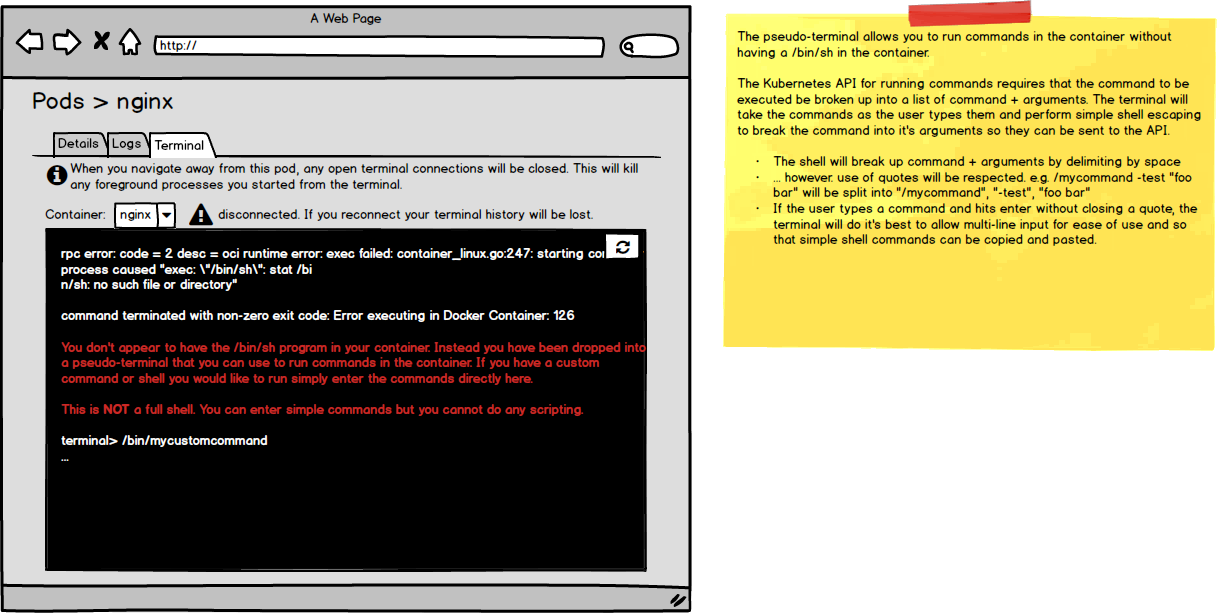 A Web Page
http://
Pods > nginx
Details
Logs
Terminal
When you navigate away from this pod, any open terminal connections will be closed. This will kill
any foreground processes you started from the terminal.
Container:
nginx
disconnected. If you reconnect your terminal history will be lost.
rpc error: code = 2 desc = oci runtime error: exec failed: container_linux.go:247: starting
process caused "exec: \"/bin/sh\": stat /bi
n/sh: no such file or directory"
command terminated with non-zero exit code: Error executing in Docker Container: 126
You don't appear to have the /bin/sh program in your container. Instead you have been dropped into
a pseudo-terminal that you can use to run commands in the container. If you have a custom
command or shell you would like to run simply enter the commands directly here.
This is NOT a full shell. You can enter simple commands but you cannot do any scripting.
terminal> /bin/mycustomcommand
...
The pseudo-terminal allows you to run commands in the container without
having a /bin/sh in the container.
The Kubernetes API for running commands requires that the command to be
executed be broken up into a list of command + arguments. The terminal will
take the commands as the user types them and perform simple shell escaping
to break the command into it's arguments so they can be sent to the API.
· The shell will break up command + arguments by delimiting by space
· ... however. use of quotes will be respected. e.g. /mycommand -test "foo
bar" will be split into "/mycommand", "-test", "foo bar"
· If the user types a command and hits enter without closing a quote, the
terminal will do it's best to allow multi-line input for ease of use and so
that simple shell commands can be copied and pasted.